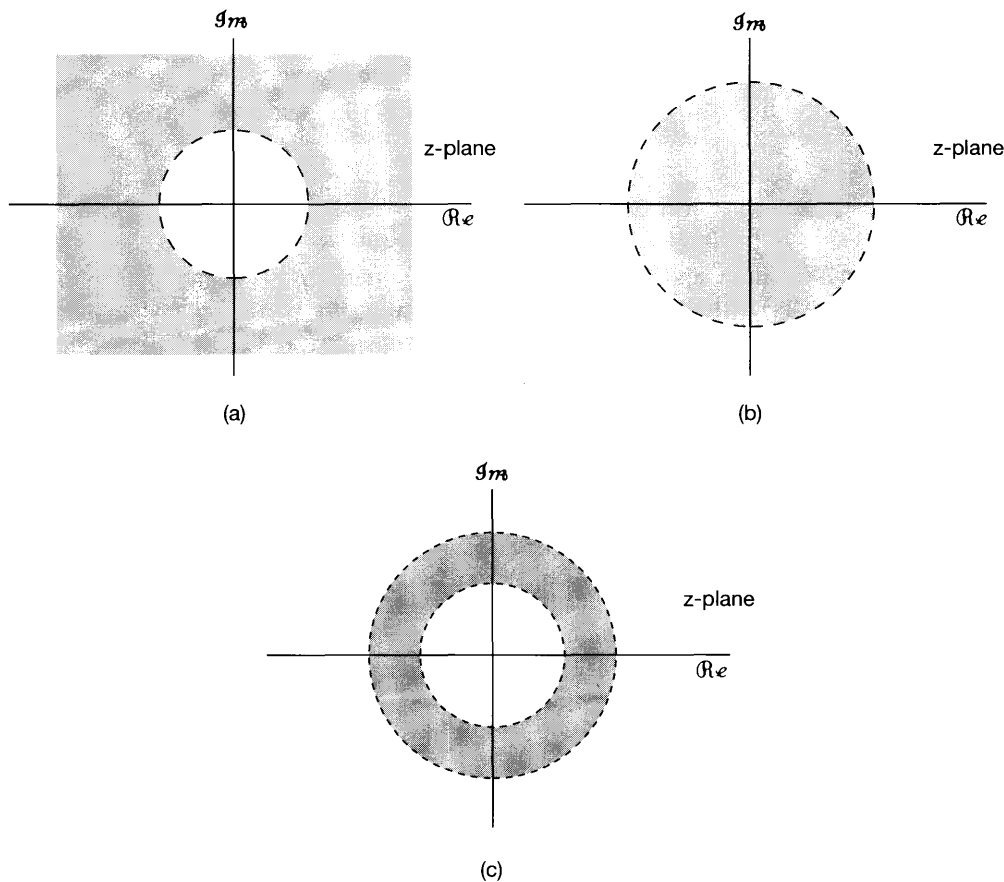 𝓘𝓶
z-plane
ℛ𝑒
(a)
𝓘𝓶
z-plane
ℛ𝑒
(b)
𝓘𝓶
z-plane
ℛ𝑒
(c)